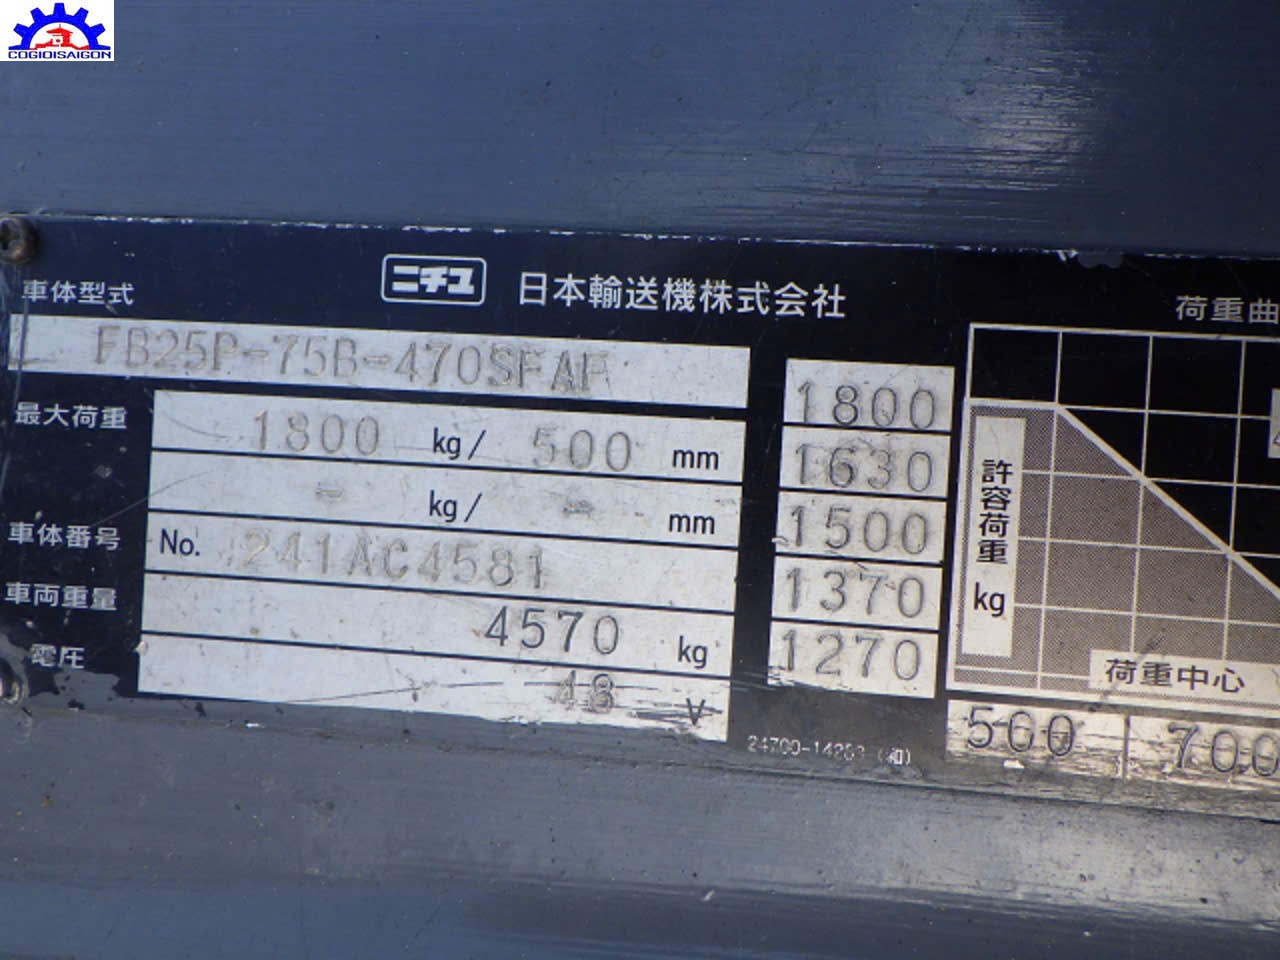 COGIOISAIGON
ニチユ 日本輸送機株式会社
車体型式 FB25P-75B-470SFAF
最大荷重 1800 kg/ 500 mm
- kg/ - mm
車体番号 No. 241AC4581
車両重量 4570 kg
電圧 48 V
1800
1630
1500
1370
1270
荷重曲
許容荷重 kg
荷重中心
500 700